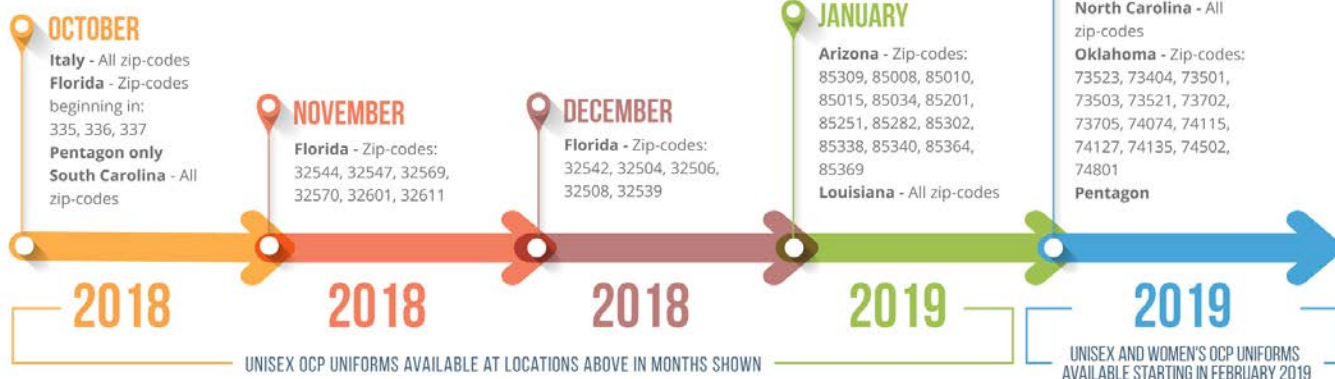 OCTOBER
Italy - All zip-codes
Florida - Zip-codes
beginning in:
335, 336, 337
Pentagon only
South Carolina - All
zip-codes
2018
NOVEMBER
Florida - Zip-codes:
32544, 32547, 32569,
32570, 32601, 32611
2018
DECEMBER
Florida - Zip-codes:
32542, 32504, 32506,
32508, 32539
2018
JANUARY
Arizona - Zip-codes:
85309, 85008, 85010,
85015, 85034, 85201,
85251, 85282, 85302,
85338, 85340, 85364,
85369
Louisiana - All zip-codes
2019
North Carolina - All
zip-codes
Oklahoma - Zip-codes:
73523, 73404, 73501,
73503, 73521, 73702,
73705, 74074, 74115,
74127, 74135, 74502,
74801
Pentagon
2019
UNISEX OCP UNIFORMS AVAILABLE AT LOCATIONS ABOVE IN MONTHS SHOWN
UNISEX AND WOMEN'S OCP UNIFORMS
AVAILABLE STARTING IN FEBRUARY 2019